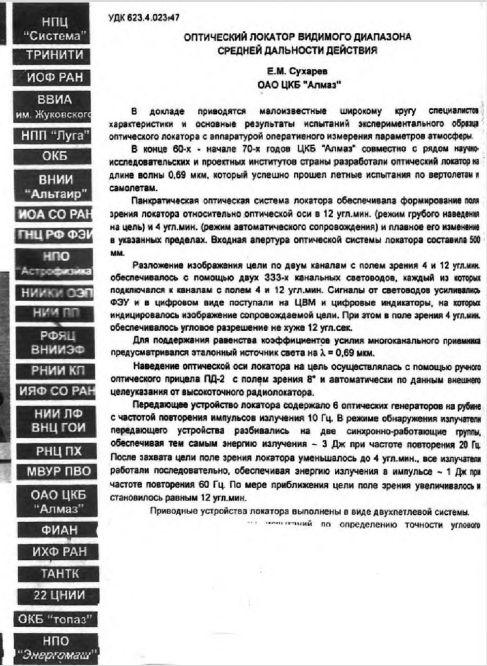 НПЦ
"Система"
ТРИНИТИ
ИОФ РАН
ВВИА
им. Жуковского
НПП "Луга"
ОКБ
ВНИИ
"Альтаир"
ИОА СО РАН
ГНЦ РФ ФЭИ
НПО
"Астрофизика"
НИИКИ ОЭП
НИИ ПП
РФЯЦ
ВНИИЭФ
РНИИ КП
ИЯФ СО РАН
НИИ ЛФ
ВНЦ ГОИ
РНЦ ПХ
МВУР ПВО
ОАО ЦКБ
"Алмаз"
ФИАН
ИХФ РАН
ТАНТК
22 ЦНИИ
ОКБ "топаз"
НПО
"Энергомаш"
УДК 623.4.023:47
ОПТИЧЕСКИЙ ЛОКАТОР ВИДИМОГО ДИАПАЗОНА
СРЕДНЕЙ ДАЛЬНОСТИ ДЕЙСТВИЯ
Е.М. Сухарев
ОАО ЦКБ "Алмаз"
В докладе приводятся малоизвестные широкому кругу специалистов
характеристики и основные результаты испытаний экспериментального образца
оптического локатора с аппаратурой оперативного измерения параметров атмосферы.
В конце 60-х - начале 70-х годов ЦКБ "Алмаз" совместно с рядом научно-
исследовательских и проектных институтов страны разработали оптический локатор на
длине волны 0,69 мкм, который успешно прошел летные испытания по вертолетам и
самолетам.
Панкратическая оптическая система локатора обеспечивала формирование поля
зрения локатора относительно оптической оси в 12 угл.мин. (режим грубого наведения
на цель) и 4 угл.мин. (режим автоматического сопровождения) и плавное его изменение
в указанных пределах. Входная апертура оптической системы локатора составила 500
мм.
Разложение изображения цели по двум каналам с полем зрения 4 и 12 угл.мин.
обеспечивалось с помощью двух 333-х канальных световодов, каждый из которых
подключался к каналам с полем 4 и 12 угл.мин. Сигналы от световодов усиливались
ФЭУ и в цифровом виде поступали на ЦВМ и цифровые индикаторы, на которых
индицировалось изображение сопровождаемой цели. При этом в поле зрения 4 угл.мин.
обеспечивалось угловое разрешение не хуже 12 угл.сек.
Для поддержания равенства коэффициентов усилия многоканального приемника
предусматривался эталонный источник света на λ = 0,69 мкм.
Наведение оптической оси локатора на цель осуществлялась с помощью ручного
оптического прицела ПД-2 с полем зрения 8° и автоматически по данным внешнего
целеуказания от высокоточного радиолокатора.
Передающее устройство локатора содержало 6 оптических генераторов на рубине
с частотой повторения импульсов излучения 10 Гц. В режиме обнаружения излучатели
передающего устройства разбивались на две синхронно-работающие группы,
обеспечивая тем самым энергию излучения ~ 3 Дж при частоте повторения 20 Гц.
После захвата цели поле зрения локатора уменьшалось до 4 угл.мин., все излучатели
работали последовательно, обеспечивая энергию излучения в импульсе ~ 1 Дж при
частоте повторения 60 Гц. По мере приближения цели поле зрения увеличивалось и
становилось равным 12 угл.мин.
Приводные устройства локатора выполнены в виде двухпетлевой системы.
по определению точности углового